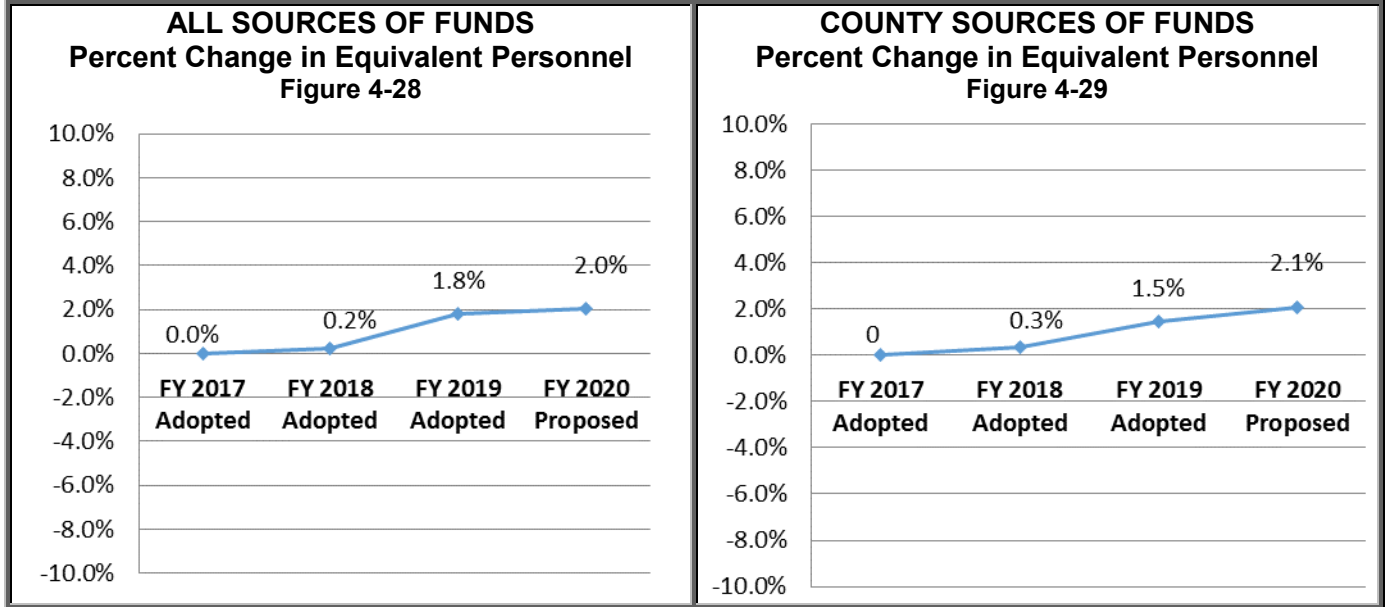 ALL SOURCES OF FUNDS
Percent Change in Equivalent Personnel
Figure 4-28
10.0%
8.0%
6.0%
4.0%
2.0%
0.0%
-2.0%
-4.0%
-6.0%
-8.0%
-10.0%
0.0%
0.2%
1.8%
2.0%
FY 2017
Adopted
FY 2018
Adopted
FY 2019
Adopted
FY 2020
Proposed
COUNTY SOURCES OF FUNDS
Percent Change in Equivalent Personnel
Figure 4-29
10.0%
8.0%
6.0%
4.0%
2.0%
0.0%
-2.0%
-4.0%
-6.0%
-8.0%
-10.0%
0
0.3%
1.5%
2.1%
FY 2017
Adopted
FY 2018
Adopted
FY 2019
Adopted
FY 2020
Proposed